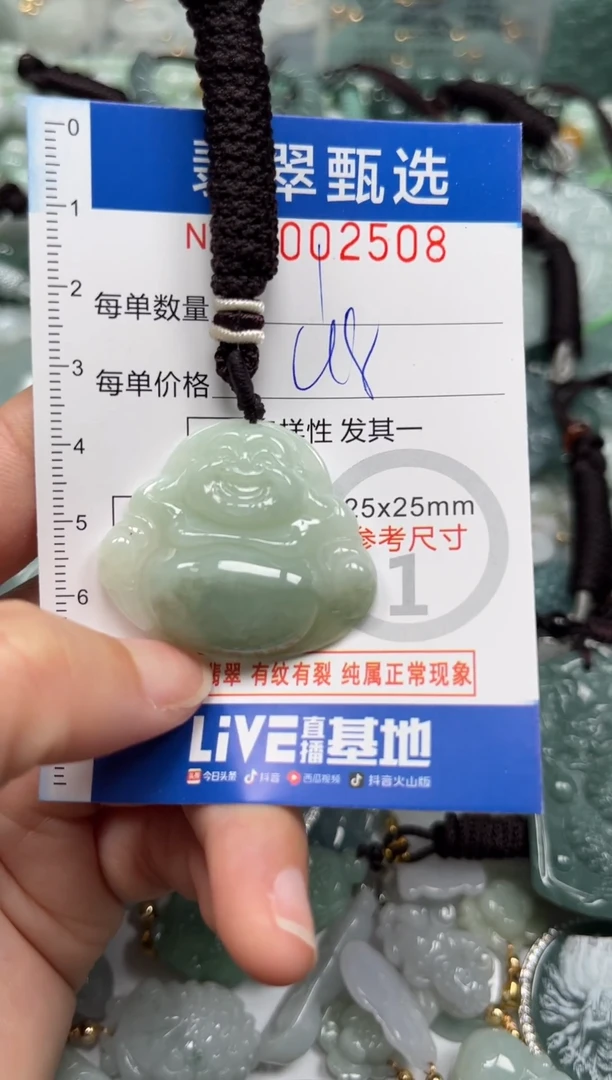 0
翠甄选
1
N 002508
2
每单数量
3
每单价格
4
样性 发其一
25x25mm
5
参考尺寸
1
6
翡翠 有纹有裂 纯属正常现象
LiVE直播基地
头条 今日头条 抖音 西瓜视频 抖音火山版